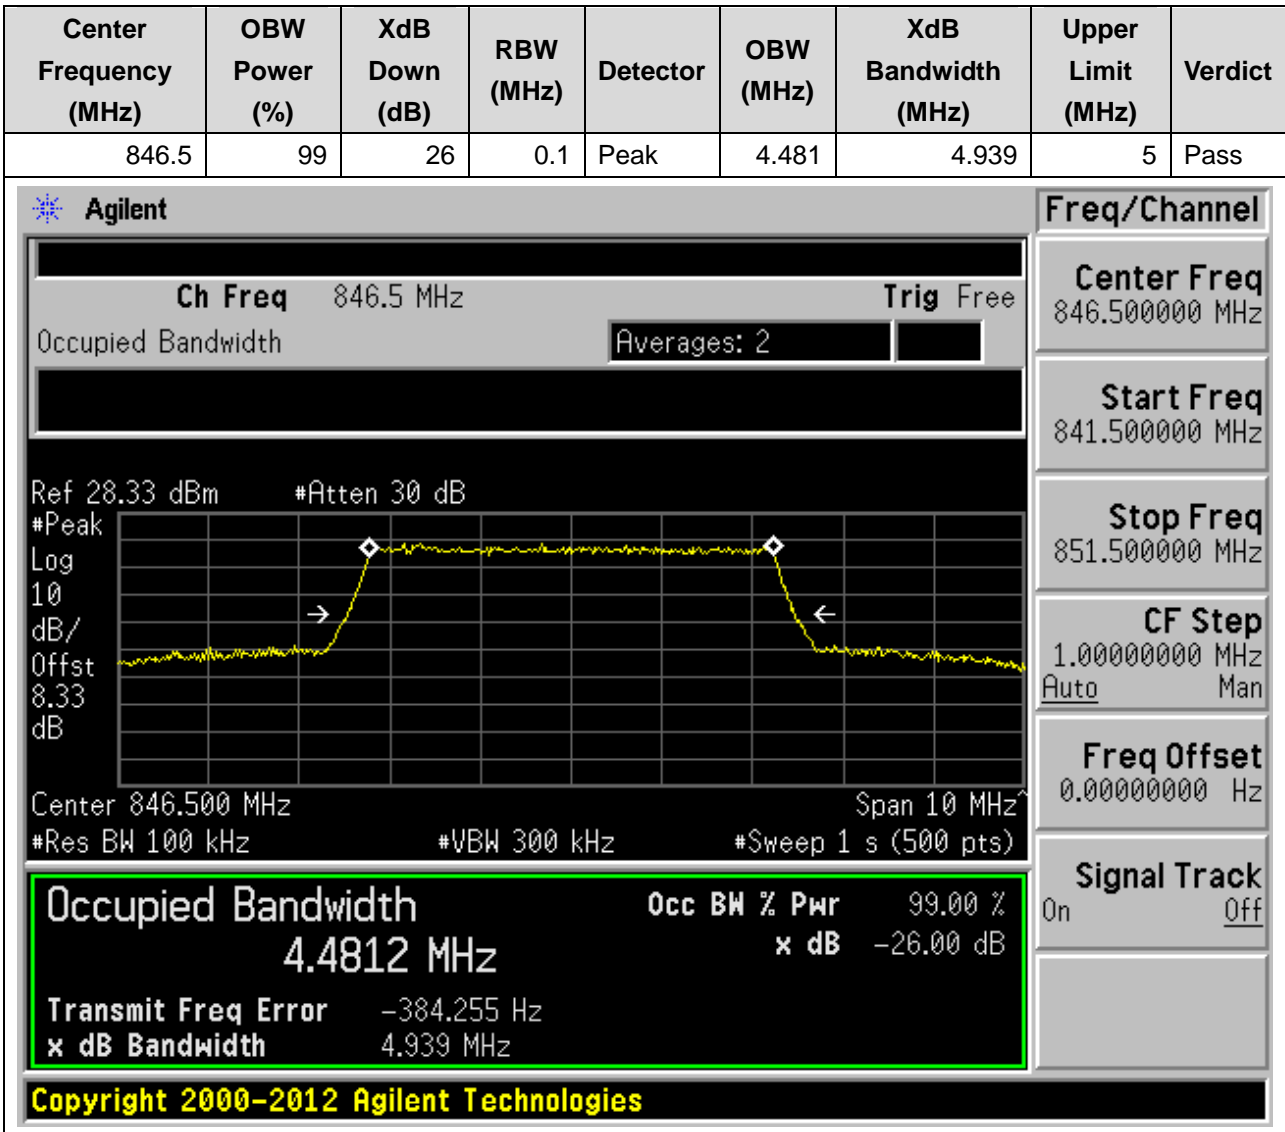 Center Frequency (MHz) OBW Power (%) XdB Down (dB) RBW (MHz) Detector OBW (MHz) XdB Bandwidth (MHz) Upper Limit (MHz) Verdict
846.5 99 26 0.1 Peak 4.481 4.939 5 Pass
Agilent
Ch Freq 846.5 MHz Trig Free
Occupied Bandwidth Averages: 2
Ref 28.33 dBm #Atten 30 dB
#Peak
Log
10
dB/
Offst
8.33
dB
Center 846.500 MHz Span 10 MHz^
#Res BW 100 kHz #VBW 300 kHz #Sweep 1 s (500 pts)
Occupied Bandwidth Occ BW % Pwr 99.00 %
4.4812 MHz x dB -26.00 dB
Transmit Freq Error -384.255 Hz
x dB Bandwidth 4.939 MHz
Copyright 2000-2012 Agilent Technologies
Freq/Channel
Center Freq
846.500000 MHz
Start Freq
841.500000 MHz
Stop Freq
851.500000 MHz
CF Step
1.00000000 MHz
Auto Man
Freq Offset
0.00000000 Hz
Signal Track
On Off